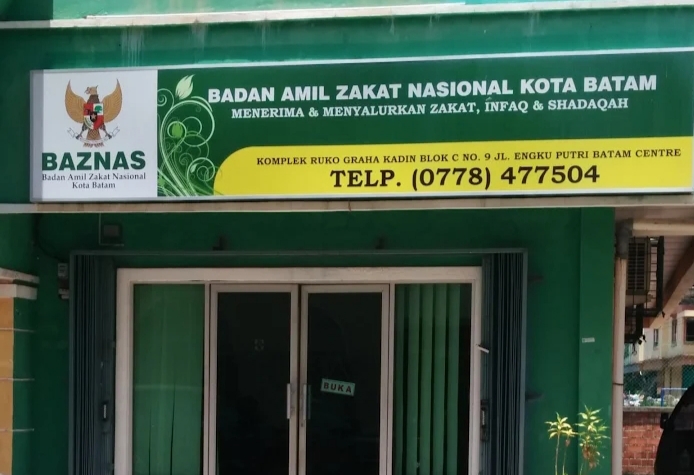 BAZNAS
Badan Amil Zakat Nasional
Kota Batam
BADAN AMIL ZAKAT NASIONAL KOTA BATAM
MENERIMA & MENYALURKAN ZAKAT, INFAQ & SHADAQAH
KOMPLEK RUKO GRAHA KADIN BLOK C NO. 9 JL. ENGKU PUTRI BATAM CENTRE
TELP. (0778) 477504
BUKA